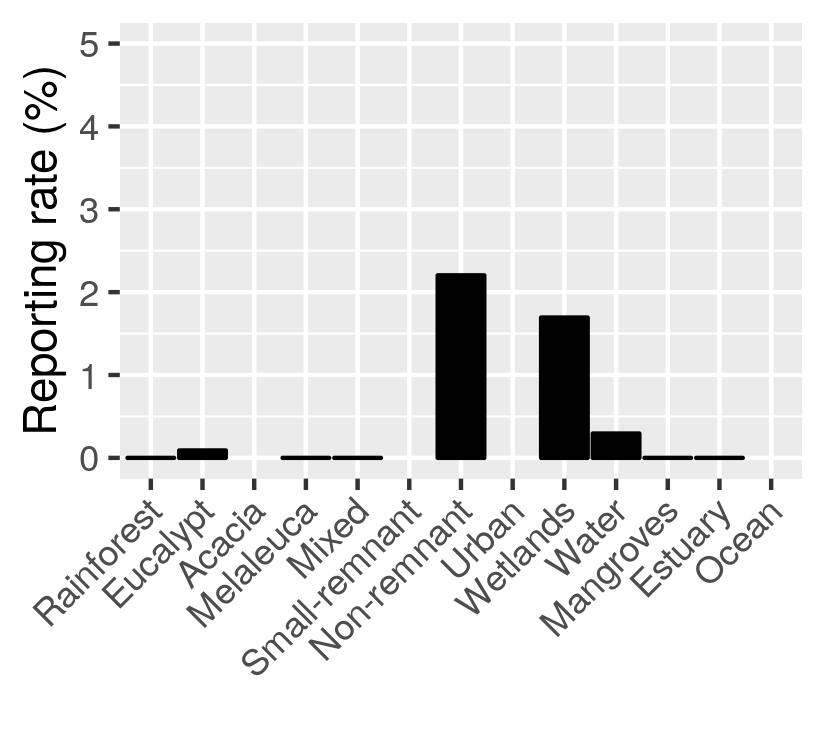 Reporting rate (%)
5
4
3
2
1
0
Rainforest
Eucalypt
Acacia
Melaleuca
Mixed
Small-remnant
Non-remnant
Urban
Wetlands
Water
Mangroves
Estuary
Ocean